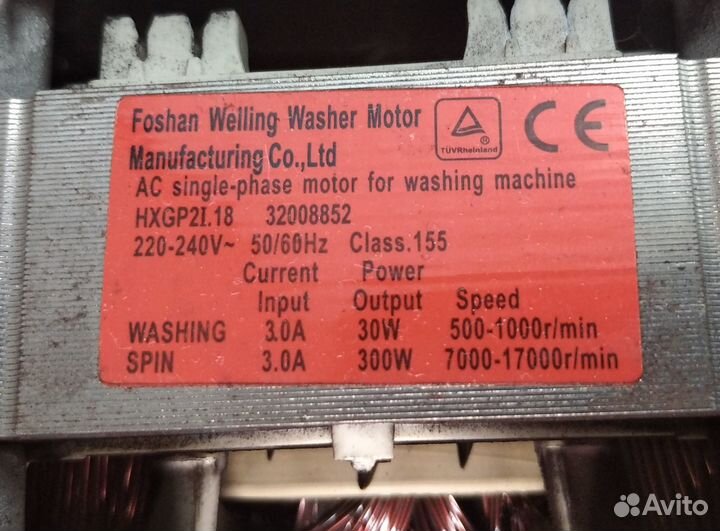 Foshan Welling Washer Motor
Manufacturing Co.,Ltd
TÜVRheinland
®
CE
AC single-phase motor for washing machine
HXGP2I.18 32008852
220-240V~ 50/60Hz Class.155
Current Power
Input Output Speed
WASHING 3.0A 30W 500-1000r/min
SPIN 3.0A 300W 7000-17000r/min
Avito